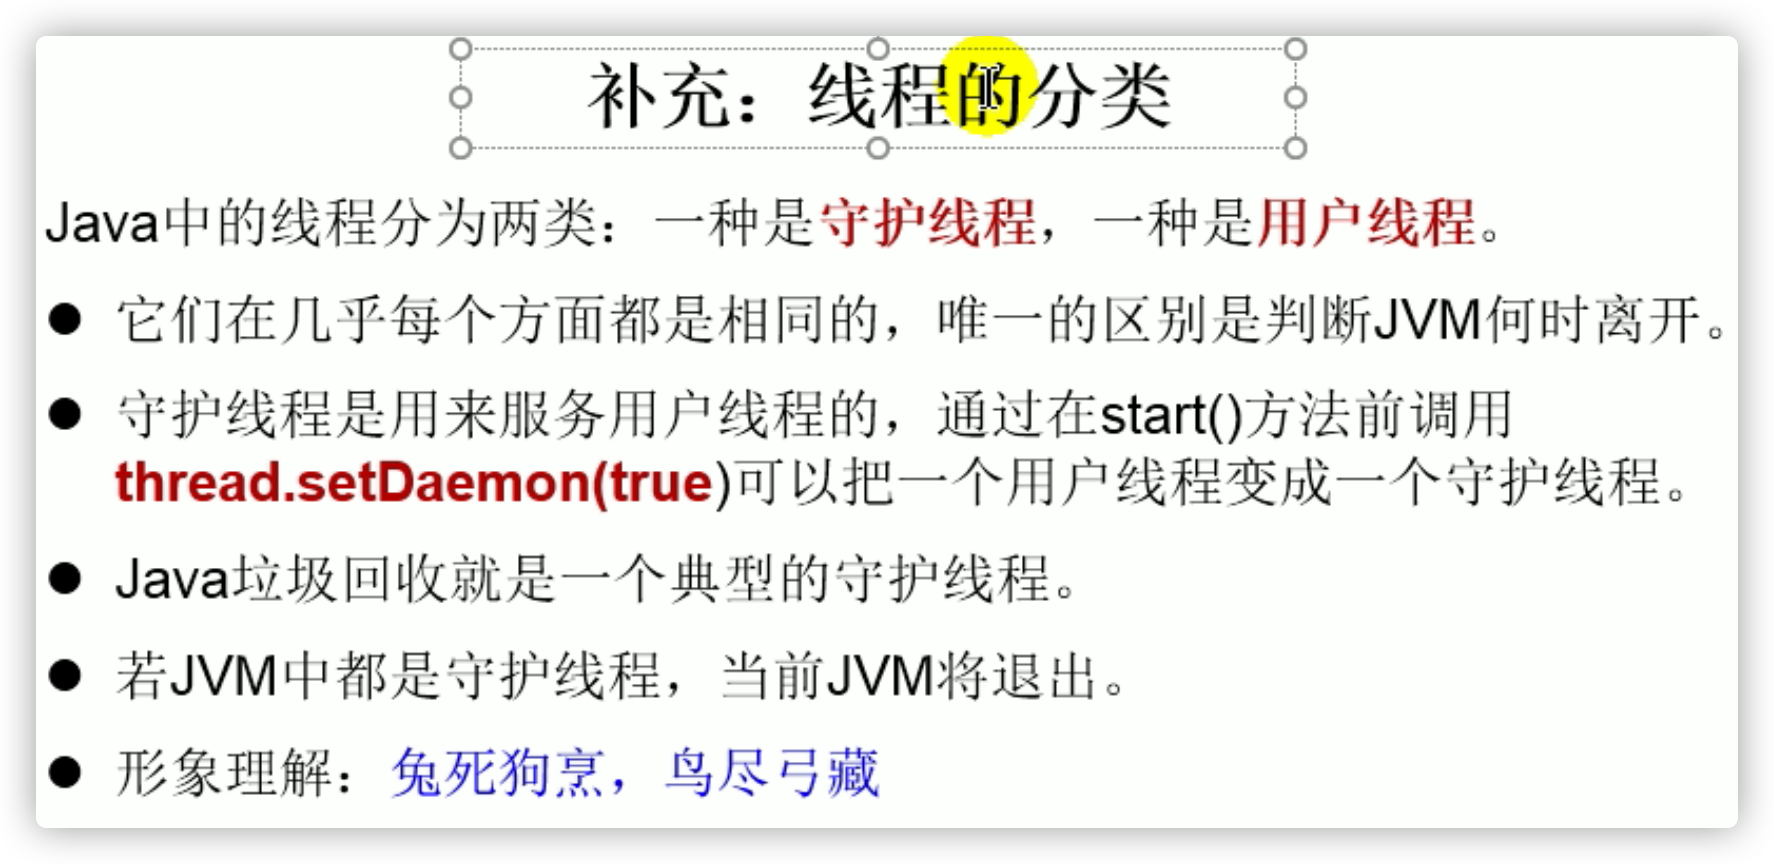 补充：线程的分类
Java中的线程分为两类：一种是守护线程，一种是用户线程。
● 它们在几乎每个方面都是相同的，唯一的区别是判断JVM何时离开。
● 守护线程是用来服务用户线程的，通过在start()方法前调用
thread.setDaemon(true)可以把一个用户线程变成一个守护线程。
● Java垃圾回收就是一个典型的守护线程。
● 若JVM中都是守护线程，当前JVM将退出。
● 形象理解：兔死狗烹，鸟尽弓藏